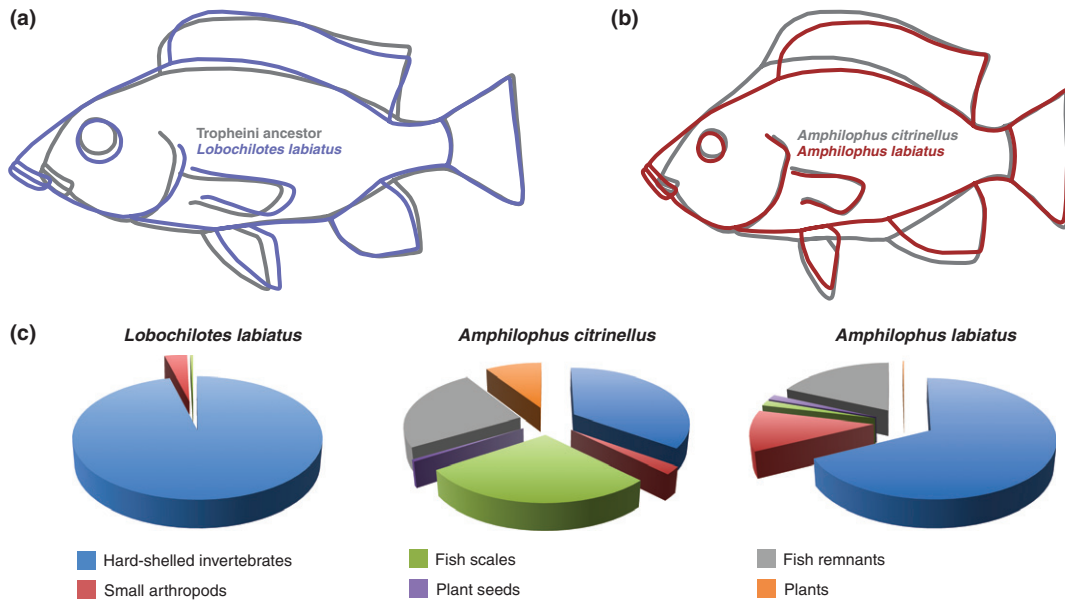 (a)
Tropheini ancestor
Lobochilotes labiatus
(b)
Amphilophus citrinellus
Amphilophus labiatus
(c)
Lobochilotes labiatus
Amphilophus citrinellus
Amphilophus labiatus
Hard-shelled invertebrates
Small arthropods
Fish scales
Plant seeds
Fish remnants
Plants